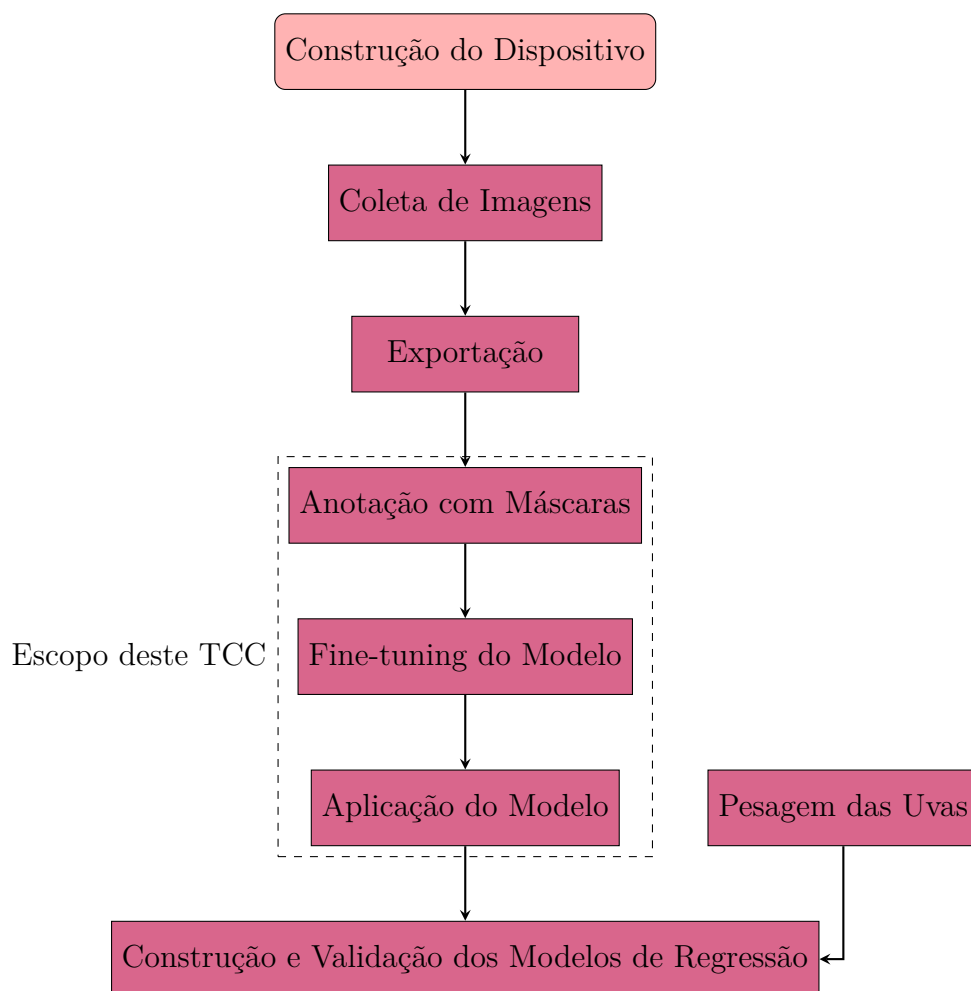 Construção do Dispositivo
Coleta de Imagens
Exportação
Anotação com Máscaras
Escopo deste TCC
Fine-tuning do Modelo
Aplicação do Modelo
Pesagem das Uvas
Construção e Validação dos Modelos de Regressão